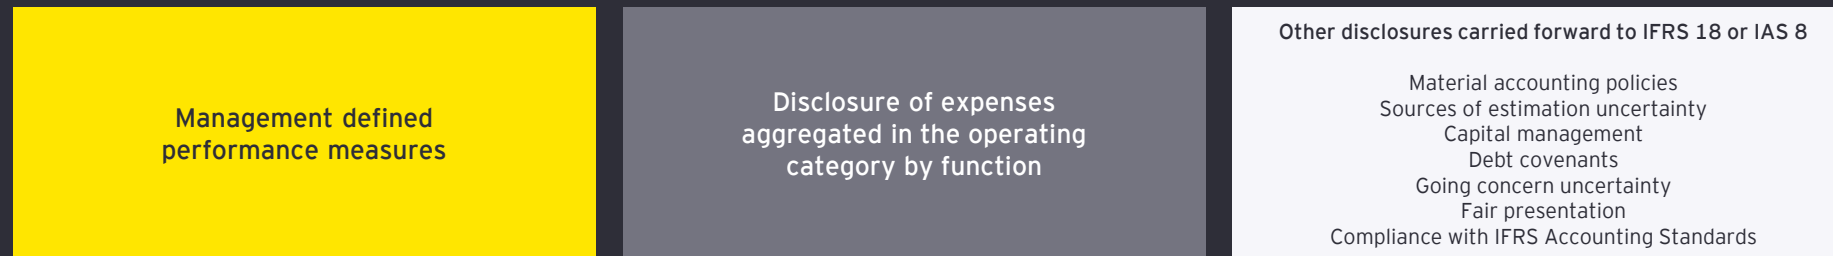 Management defined
performance measures
Disclosure of expenses
aggregated in the operating
category by function
Other disclosures carried forward to IFRS 18 or IAS 8
Material accounting policies
Sources of estimation uncertainty
Capital management
Debt covenants
Going concern uncertainty
Fair presentation
Compliance with IFRS Accounting Standards